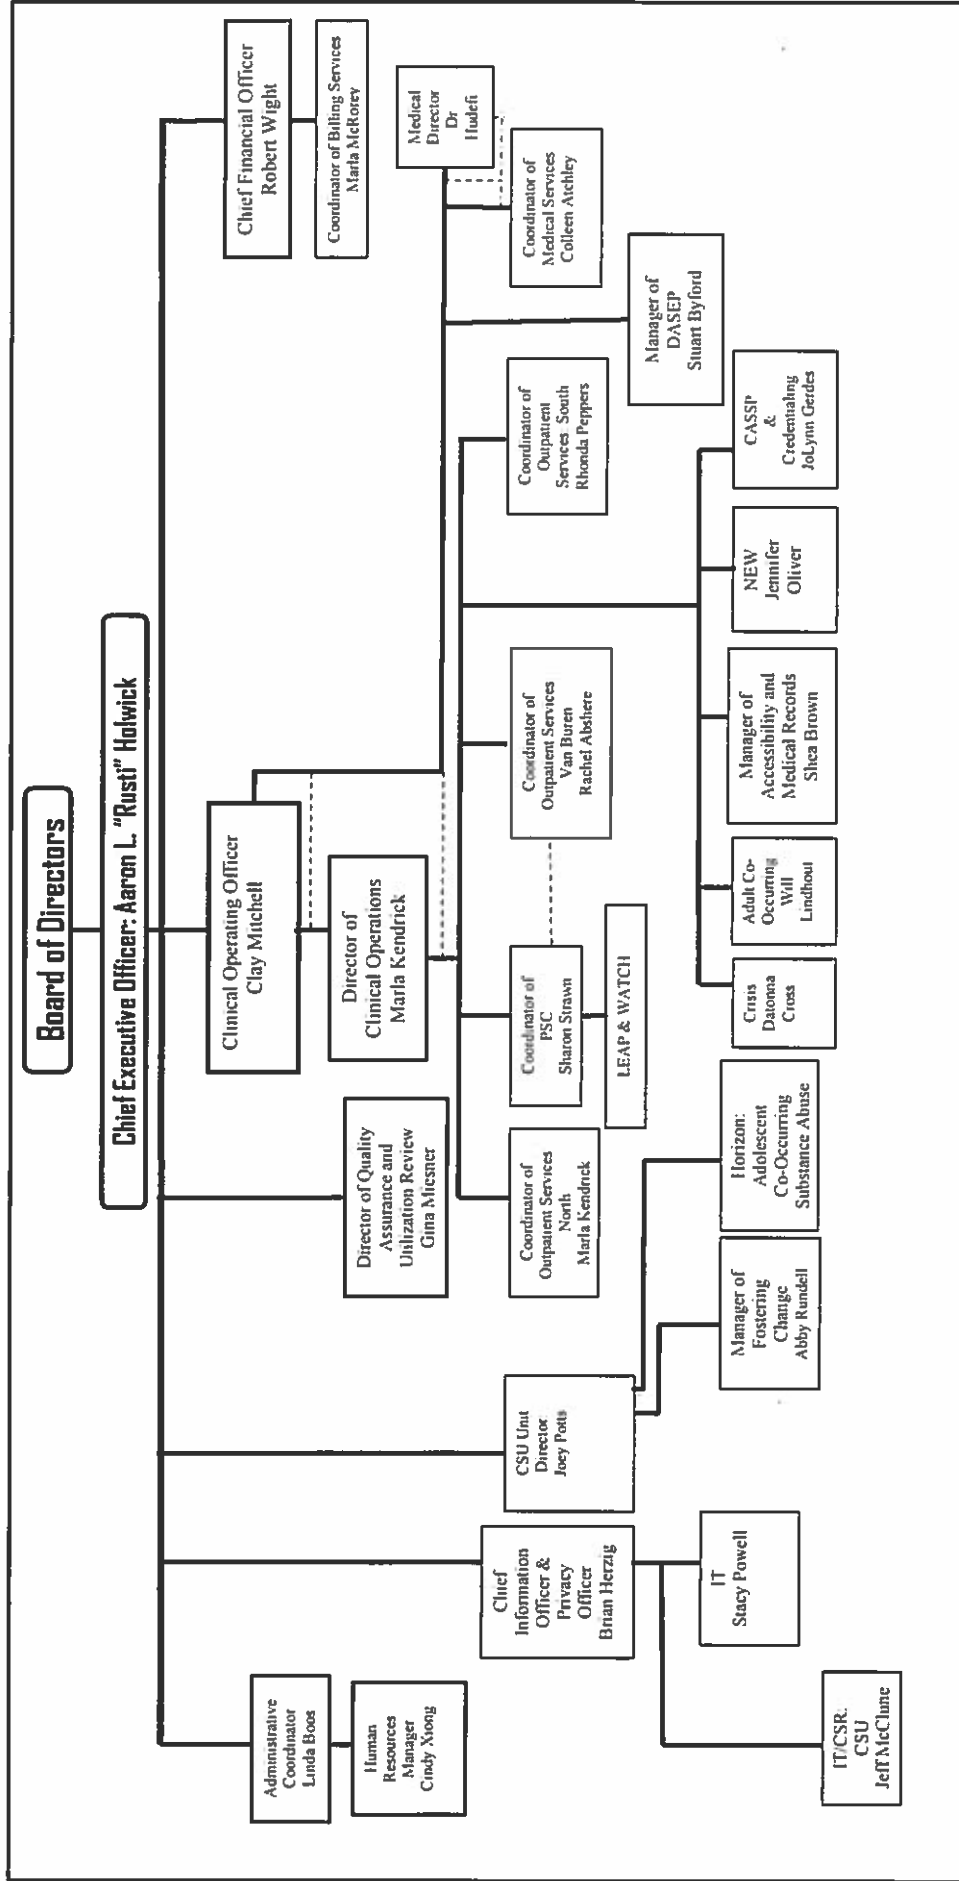 Board of Directors
Chief Executive Officer: Aaron L. "Rusti" Holwick
Clinical Operating Officer
Clay Mitchell
Chief Financial Officer
Robert Wight
Administrative
Coordinator
Linda Boos
Coordinator of Billing Services
Marla McRorey
Director of
Clinical Operations
Marla Kendrick
Director of Quality
Assurance and
Utilization Review
Gina Miesner
Human
Resources
Manager
Cindy Xiong
Medical
Director
Dr
Hudefi
Chief
Information
Officer &
Privacy
Officer
Brian Herzig
CSU Unit
Director
Joey Potts
Coordinator of
Outpatient Services
North
Marla Kendrick
Coordinator of
PSC
Sharon Strawn
Coordinator of
Outpatient Services
Van Buren
Rachel Abshere
Coordinator of
Outpatient
Services: South
Rhonda Peppers
Coordinator of
Medical Services
Colleen Atchley
LEAP & WATCH
Manager of
DASEP
Stuart Byford
IT
Stacy Powell
Manager of
Fostering
Change
Abby Rundell
Horizon:
Adolescent
Co-Occurring
Substance Abuse
Crisis
Datonna
Cross
Adult Co-
Occurring
Will
Lindhout
Manager of
Accessibility and
Medical Records
Shea Brown
NEW
Jennifer
Oliver
CASSP
&
Credentialing
JoLynn Gerdes
IT/CSR:
CSU
Jeff McClune